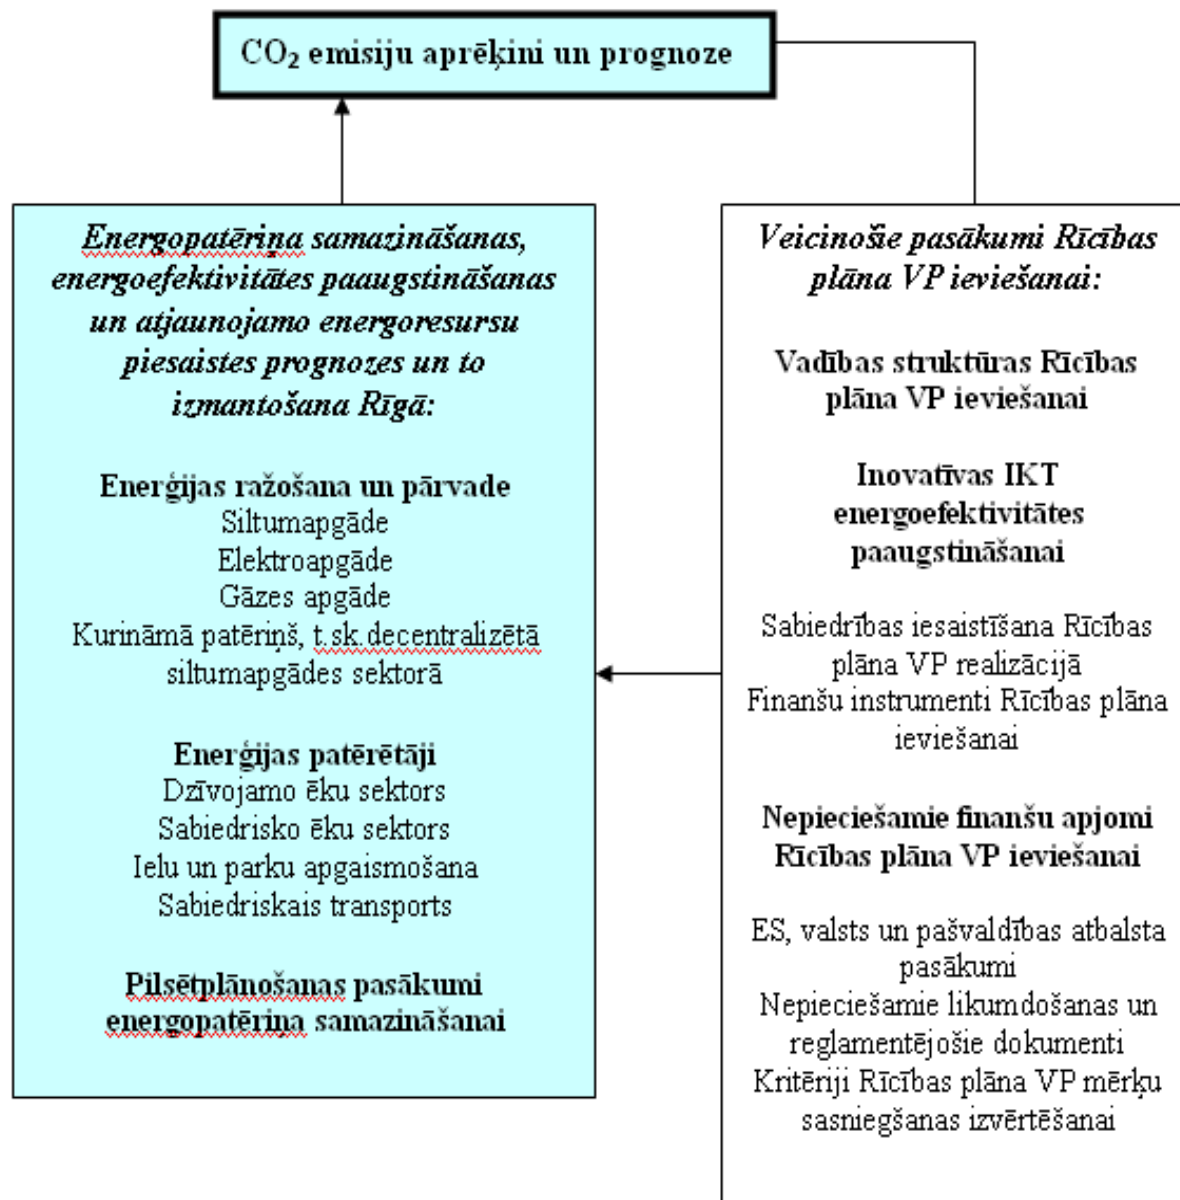 CO₂ emisiju aprēķini un prognoze
Energopatēriņa samazināšanas,
energoefektivitātes paaugstināšanas
un atjaunojamo energoresursu
piesaistes prognozes un to
izmantošana Rīgā:
Enerģijas ražošana un pārvade
Siltumapgāde
Elektroapgāde
Gāzes apgāde
Kurināmā patēriņš, t.sk.decentralizētā
siltumapgādes sektorā
Enerģijas patērētāji
Dzīvojamo ēku sektors
Sabiedrisko ēku sektors
Ielu un parku apgaismošana
Sabiedriskais transports
Pilsētplānošanas pasākumi
energopatēriņa samazināšanai
Veicinošie pasākumi Rīcības
plāna VP ieviešanai:
Vadības struktūras Rīcības
plāna VP ieviešanai
Inovatīvas IKT
energoefektivitātes
paaugstināšanai
Sabiedrības iesaistīšana Rīcības
plāna VP realizācijā
Finanšu instrumenti Rīcības plāna
ieviešanai
Nepieciešamie finanšu apjomi
Rīcības plāna VP ieviešanai
ES, valsts un pašvaldības atbalsta
pasākumi
Nepieciešamie likumdošanas un
reglamentējošie dokumenti
Kritēriji Rīcības plāna VP mērķu
sasniegšanas izvērtēšanai